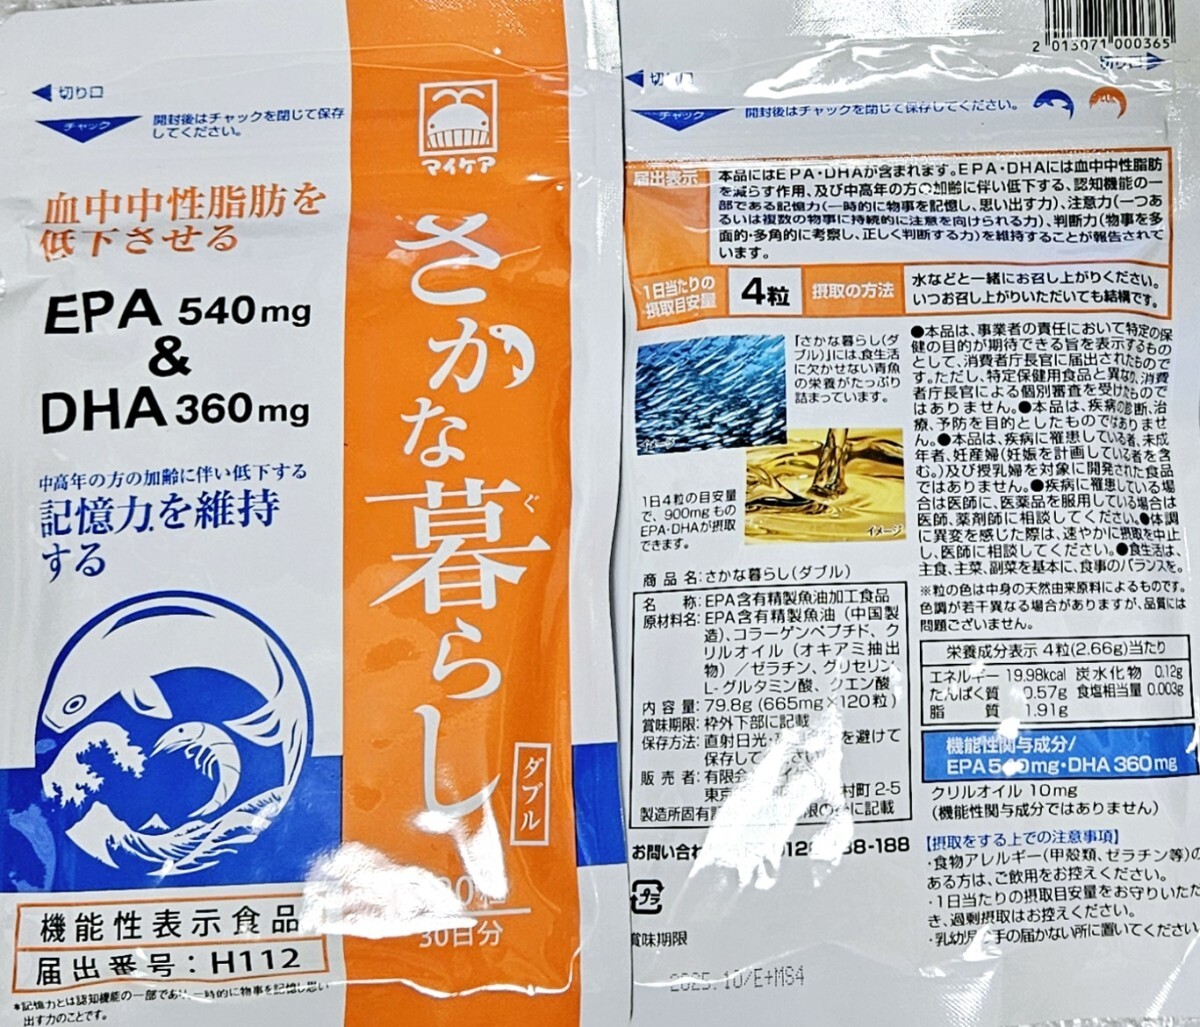 切り口
チャック
開封後はチャックを閉じて保存
してください。
マイケア
血中中性脂肪を
低下させる
EPA 540mg
&
DHA 360mg
中高年の方の加齢に伴い低下する
記憶力を維持
する
さかな暮らし
ぐ
ダブル
30日分
機能性表示食品
届出番号:H112
*記憶力とは認知機能の一部であり、一時的に物事を記憶し思い
出す力のことです。
2 013071 000365
切り口
切り口
チャック
開封後はチャックを閉じて保存してください。
届出表示
本品にはEPA・DHAが含まれます。EPA・DHAには血中中性脂肪
を減らす作用、及び中高年の方の加齢に伴い低下する、認知機能の一
部である記憶力(一時的に物事を記憶し、思い出す力)、注意力(一つあ
るいは複数の物事に持続的に注意を向けられる力)、判断力(物事を多
面的・多角的に考察し、正しく判断する力)を維持することが報告されて
います。
1日当たりの
摂取目安量
4粒
摂取の方法
水などと一緒にお召し上がりください。
いつお召し上がりいただいても結構です。
『さかな暮らし(ダ
ブル)』には、食生活
に欠かせない青魚
の栄養がたっぷり
詰まっています。
イメージ
1日4粒の目安量
で、900mgもの
EPA・DHAが摂取
できます。
イメージ
●本品は、事業者の責任において特定の保
健の目的が期待できる旨を表示するもの
として、消費者庁長官に届出されたもので
す。ただし、特定保健用食品と異なり、消費
者庁長官による個別審査を受けたもので
はありません。●本品は、疾病の診断、治
療、予防を目的としたものではありませ
ん。●本品は、疾病に罹患している者、未成
年者、妊産婦(妊娠を計画している者を含
む。)及び授乳婦を対象に開発された食品
ではありません。●疾病に罹患している場
合は医師に、医薬品を服用している場合は
医師、薬剤師に相談してください。●体調
に異変を感じた際は、速やかに摂取を中止
し、医師に相談してください。●食生活は、
主食、主菜、副菜を基本に、食事のバランスを。
※粒の色は中身の天然由来原料によるものです。
色調が若干異なる場合がありますが、品質には
問題ございません。
商品名:さかな暮らし(ダブル)
名称:EPA含有精製魚油加工食品
原材料名:EPA含有精製魚油(中国製
造)、コラーゲンペプチド、ク
リルオイル(オキアミ抽出
物)/ゼラチン、グリセリン、
L-グルタミン酸、クエン酸
内容量:79.8g(665mg×120粒)
賞味期限:枠外下部に記載
保存方法:直射日光・を避けて
保存してください
販売者:有限会
東京村町2-5
製造所固有限の に記載
お問い合わ 88-188
栄養成分表示 4粒(2.66g)当たり
エネルギー 19.98kcal 炭水化物 0.12g
たんぱく質 0.57g 食塩相当量 0.003g
脂質 1.91g
機能性関与成分/
EPA 540mg・DHA 360mg
クリルオイル 10mg
(機能性関与成分ではありません)
【摂取をする上での注意事項】
・食物アレルギー(甲殻類、ゼラチン等)の
ある方は、ご飲用をお控えください。
・1日当たりの摂取目安量をお守りいただ
き、過剰摂取はお控えください。
・乳幼児の手の届かない所に置いてください
プラ
賞味期限
2025.10/E+MS4